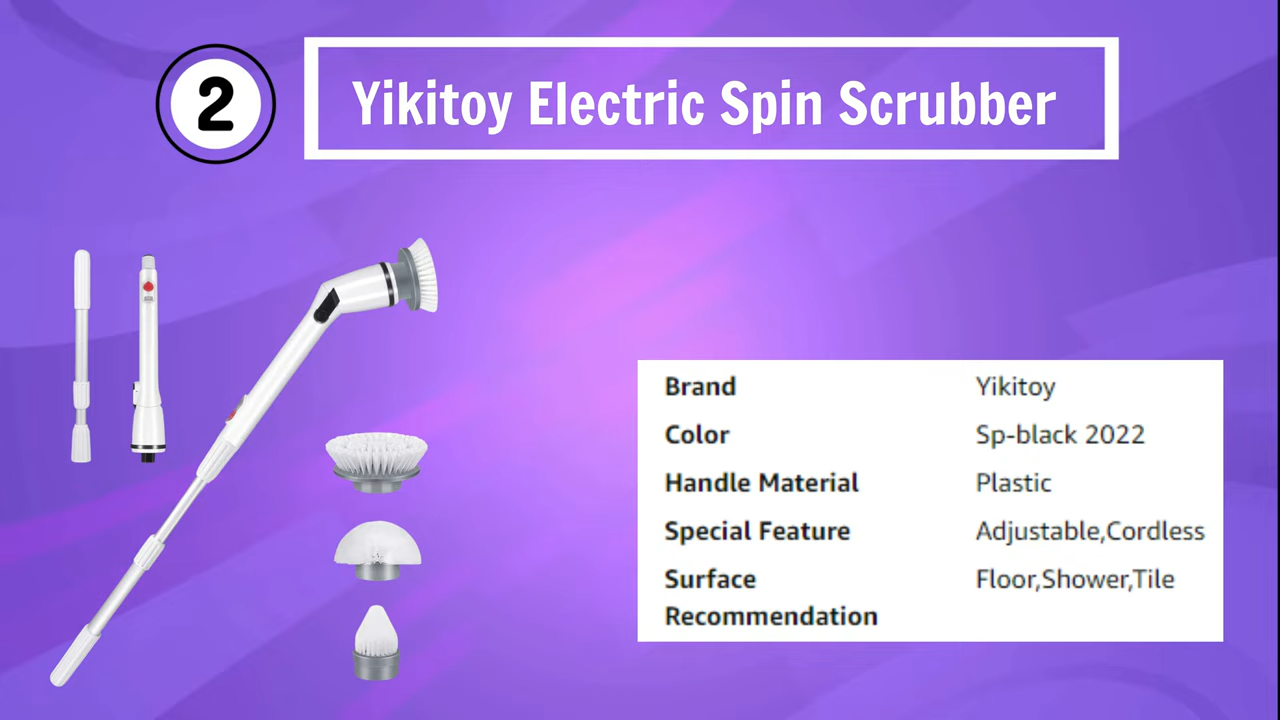 2
Yikitoy Electric Spin Scrubber
Brand Yikitoy
Color Sp-black 2022
Handle Material Plastic
Special Feature Adjustable,Cordless
Surface Floor,Shower,Tile
Recommendation